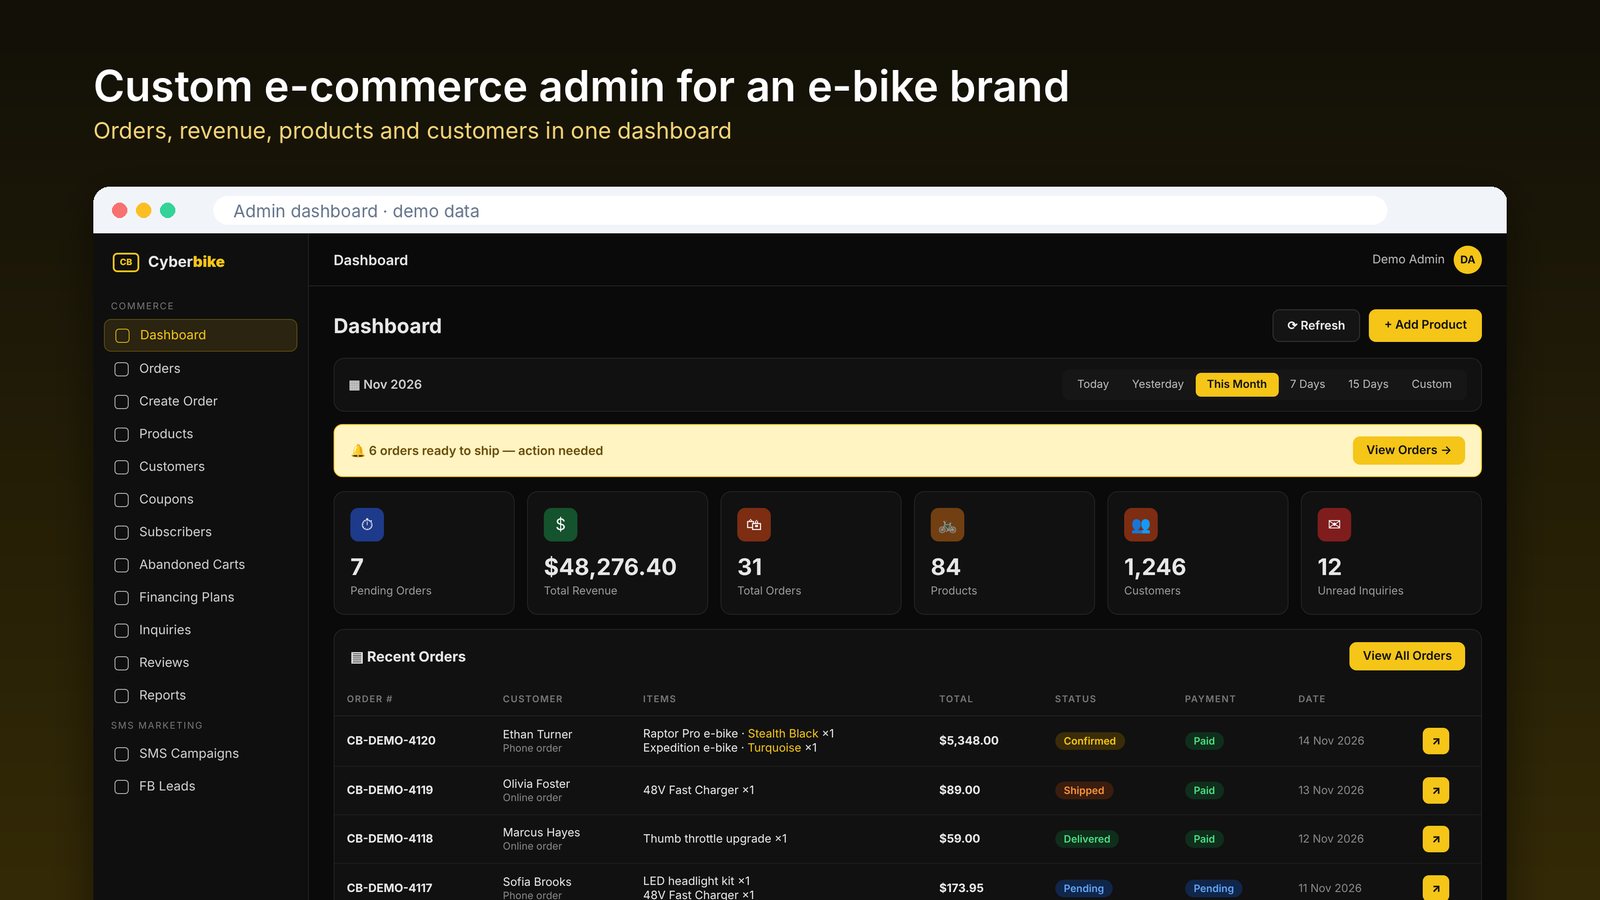 Custom e-commerce admin for an e-bike brand
Orders, revenue, products and customers in one dashboard
Admin dashboard · demo data
CB Cyberbike
Dashboard
Demo Admin DA
COMMERCE
Dashboard
Orders
Create Order
Products
Customers
Coupons
Subscribers
Abandoned Carts
Financing Plans
Inquiries
Reviews
Reports
SMS MARKETING
SMS Campaigns
FB Leads
Dashboard
⟳ Refresh
+ Add Product
Nov 2026
Today Yesterday This Month 7 Days 15 Days Custom
🔔 6 orders ready to ship — action needed
View Orders →
7
Pending Orders
$
$48,276.40
Total Revenue
31
Total Orders
84
Products
1,246
Customers
12
Unread Inquiries
Recent Orders
View All Orders
ORDER # CUSTOMER ITEMS TOTAL STATUS PAYMENT DATE
CB-DEMO-4120 Ethan Turner Raptor Pro e-bike · Stealth Black ×1 $5,348.00 Confirmed Paid 14 Nov 2026
Phone order Expedition e-bike · Turquoise ×1
CB-DEMO-4119 Olivia Foster 48V Fast Charger ×1 $89.00 Shipped Paid 13 Nov 2026
Online order
CB-DEMO-4118 Marcus Hayes Thumb throttle upgrade ×1 $59.00 Delivered Paid 12 Nov 2026
Online order
CB-DEMO-4117 Sofia Brooks LED headlight kit ×1 $173.95 Pending Pending 11 Nov 2026
Phone order 48V Fast Charger ×1